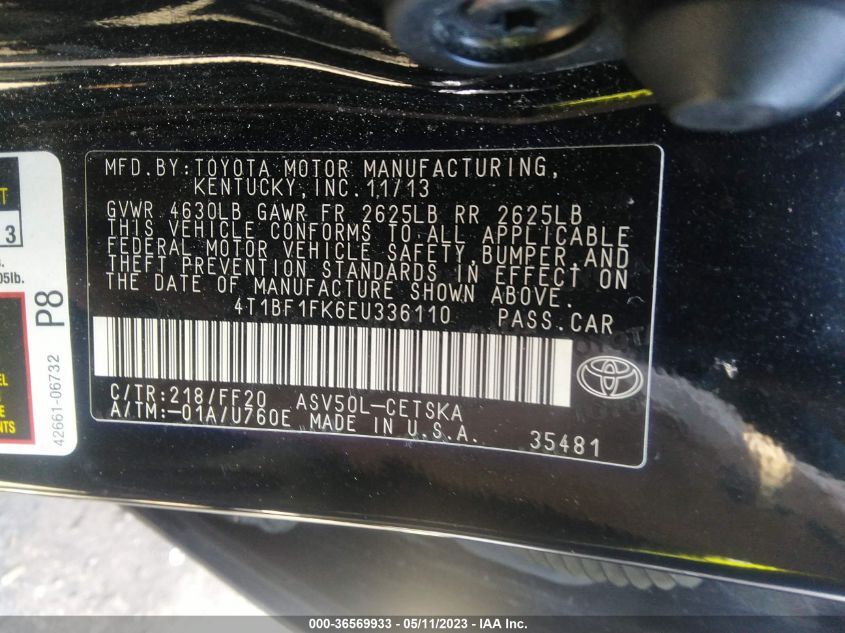 MFD.BY:TOYOTA MOTOR MANUFACTURING,
KENTUCKY, INC. 11/13
GVWR 4630LB GAWR FR 2625LB RR 2625LB
THIS VEHICLE CONFORMS TO ALL APPLICABLE
FEDERAL MOTOR VEHICLE SAFETY, BUMPER, AND
THEFT PREVENTION STANDARDS IN EFFECT ON
THE DATE OF MANUFACTURE SHOWN ABOVE.
4T1BF1FK6EU336110 PASS.CAR
C/TR:218/FF20 ASV50L-CETSKA
A/TM:-01A/U760E MADE IN U.S.A. 35481
3
05lb.
P8
42661-06732
000-36569933 - 05/11/2023 - IAA Inc.